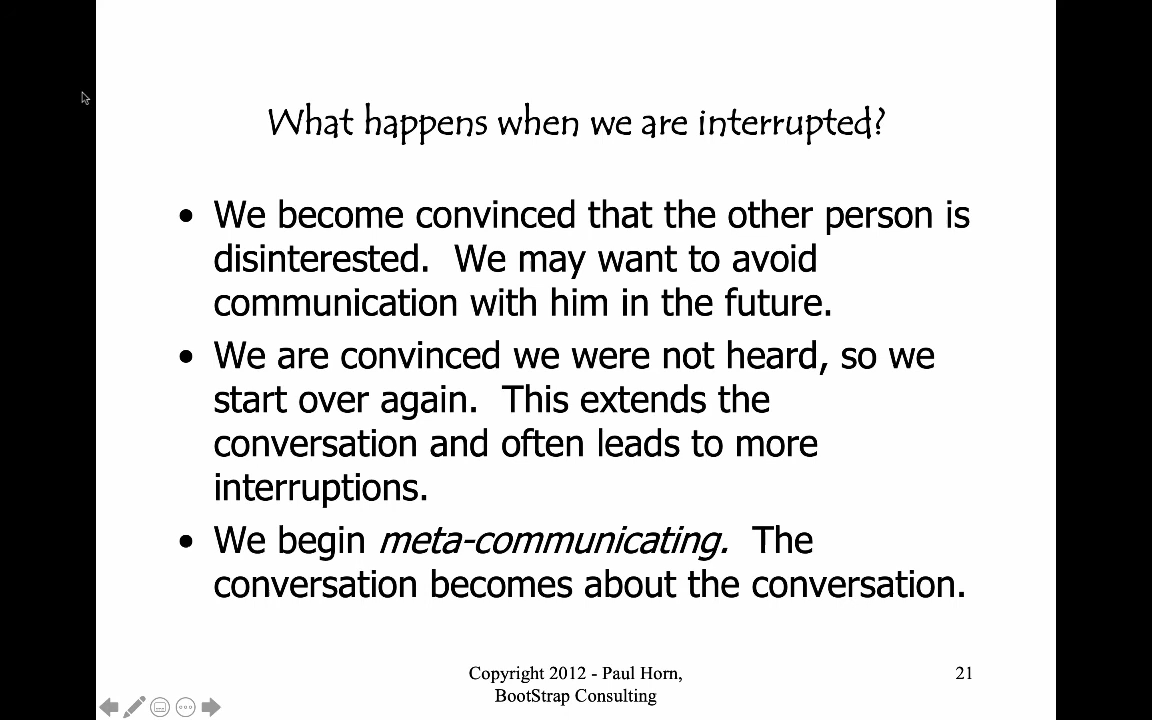 What happens when we are interrupted?
• We become convinced that the other person is
disinterested.  We may want to avoid
communication with him in the future.
• We are convinced we were not heard, so we
start over again.  This extends the
conversation and often leads to more
interruptions.
• We begin meta-communicating.  The
conversation becomes about the conversation.
Copyright 2012 - Paul Horn,
BootStrap Consulting
21